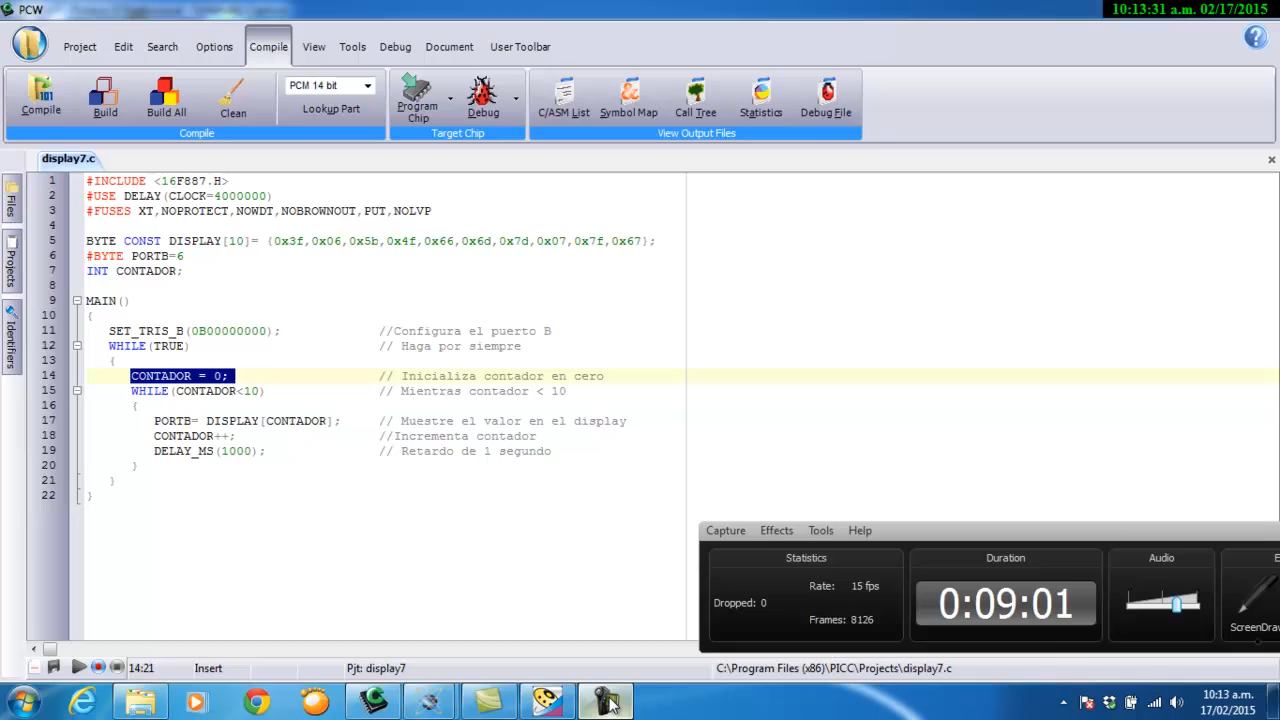 PCW
10:13:31 a.m. 02/17/2015
Project Edit Search Options Compile View Tools Debug Document User Toolbar
Compile Build Build All Clean
PCM 14 bit
Lookup Part
Program Chip
Debug
C/ASM List Symbol Map Call Tree Statistics Debug File
Compile Target Chip View Output Files
display7.c
Files
Projects
Identifiers
1 #INCLUDE <16F887.H>
2 #USE DELAY(CLOCK=4000000)
3 #FUSES XT,NOPROTECT,NOWDT,NOBROWNOUT,PUT,NOLVP
4
5 BYTE CONST DISPLAY[10]= {0x3f,0x06,0x5b,0x4f,0x66,0x6d,0x7d,0x07,0x7f,0x67};
6 #BYTE PORTB=6
7 INT CONTADOR;
8
9 MAIN()
10 {
11 SET_TRIS_B(0B00000000); //Configura el puerto B
12 WHILE(TRUE) // Haga por siempre
13 {
14 CONTADOR = 0; // Inicializa contador en cero
15 WHILE(CONTADOR<10) // Mientras contador < 10
16 {
17 PORTB= DISPLAY[CONTADOR]; // Muestre el valor en el display
18 CONTADOR++; //Incrementa contador
19 DELAY_MS(1000); // Retardo de 1 segundo
20 }
21 }
22 }
Capture Effects Tools Help
Statistics
Rate: 15 fps
Dropped: 0
Frames: 8126
Duration
0:09:01
Audio
ScreenDraw
14:21 Insert Pjt: display7 C:\Program Files (x86)\PICC\Projects\display7.c
10:13 a.m.
17/02/2015